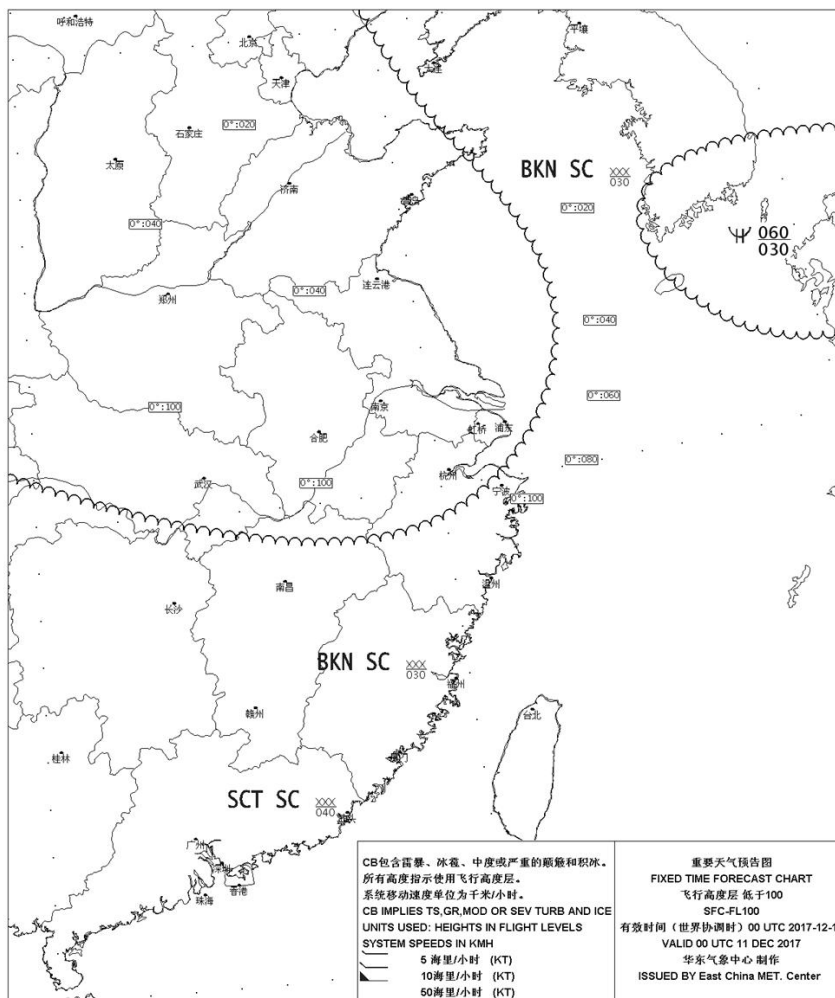 呼和浩特
北京
平壤
大连
天津
0°:020
石家庄
太原
BKN SC XXX
030
济南
0°:020
0°:040
060
030
0°:040
连云港
郑州
0°:040
0°:060
0°:100
南京
虹桥
浦东
合肥
0°:080
杭州
武汉
0°:100
宁波
0°:100
温州
南昌
长沙
BKN SC XXX
030
福州
赣州
台北
桂林
SCT SC XXX
040
广州
深圳
香港
珠海
CB包含雷暴、冰雹、中度或严重的颠簸和积冰。
所有高度指示使用飞行高度层。
系统移动速度单位为千米/小时。
CB IMPLIES TS,GR,MOD OR SEV TURB AND ICE
UNITS USED: HEIGHTS IN FLIGHT LEVELS
SYSTEM SPEEDS IN KMH
5 海里/小时 (KT)
10海里/小时 (KT)
50海里/小时 (KT)
重要天气预告图
FIXED TIME FORECAST CHART
飞行高度层 低于100
SFC-FL100
有效时间（世界协调时）00 UTC 2017-12-1
VALID 00 UTC 11 DEC 2017
华东气象中心 制作
ISSUED BY East China MET. Center